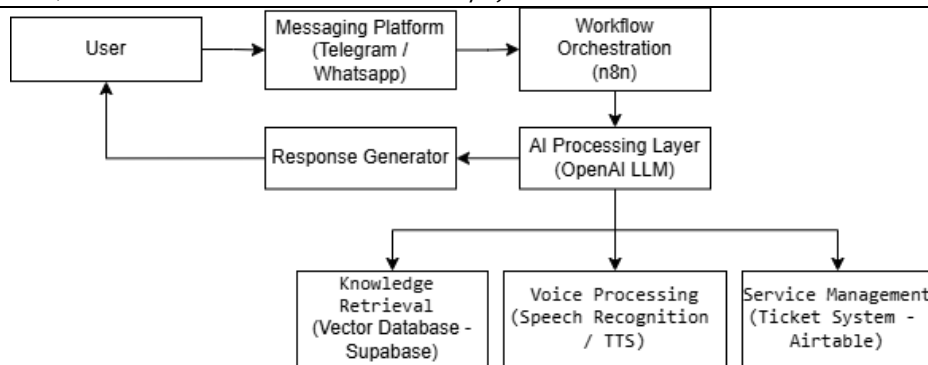 User
Messaging Platform
(Telegram /
Whatsapp)
Workflow
Orchestration
(n8n)
Response Generator
AI Processing Layer
(OpenAI LLM)
Knowledge
Retrieval
(Vector Database -
Supabase)
Voice Processing
(Speech Recognition
/ TTS)
Service Management
(Ticket System -
Airtable)